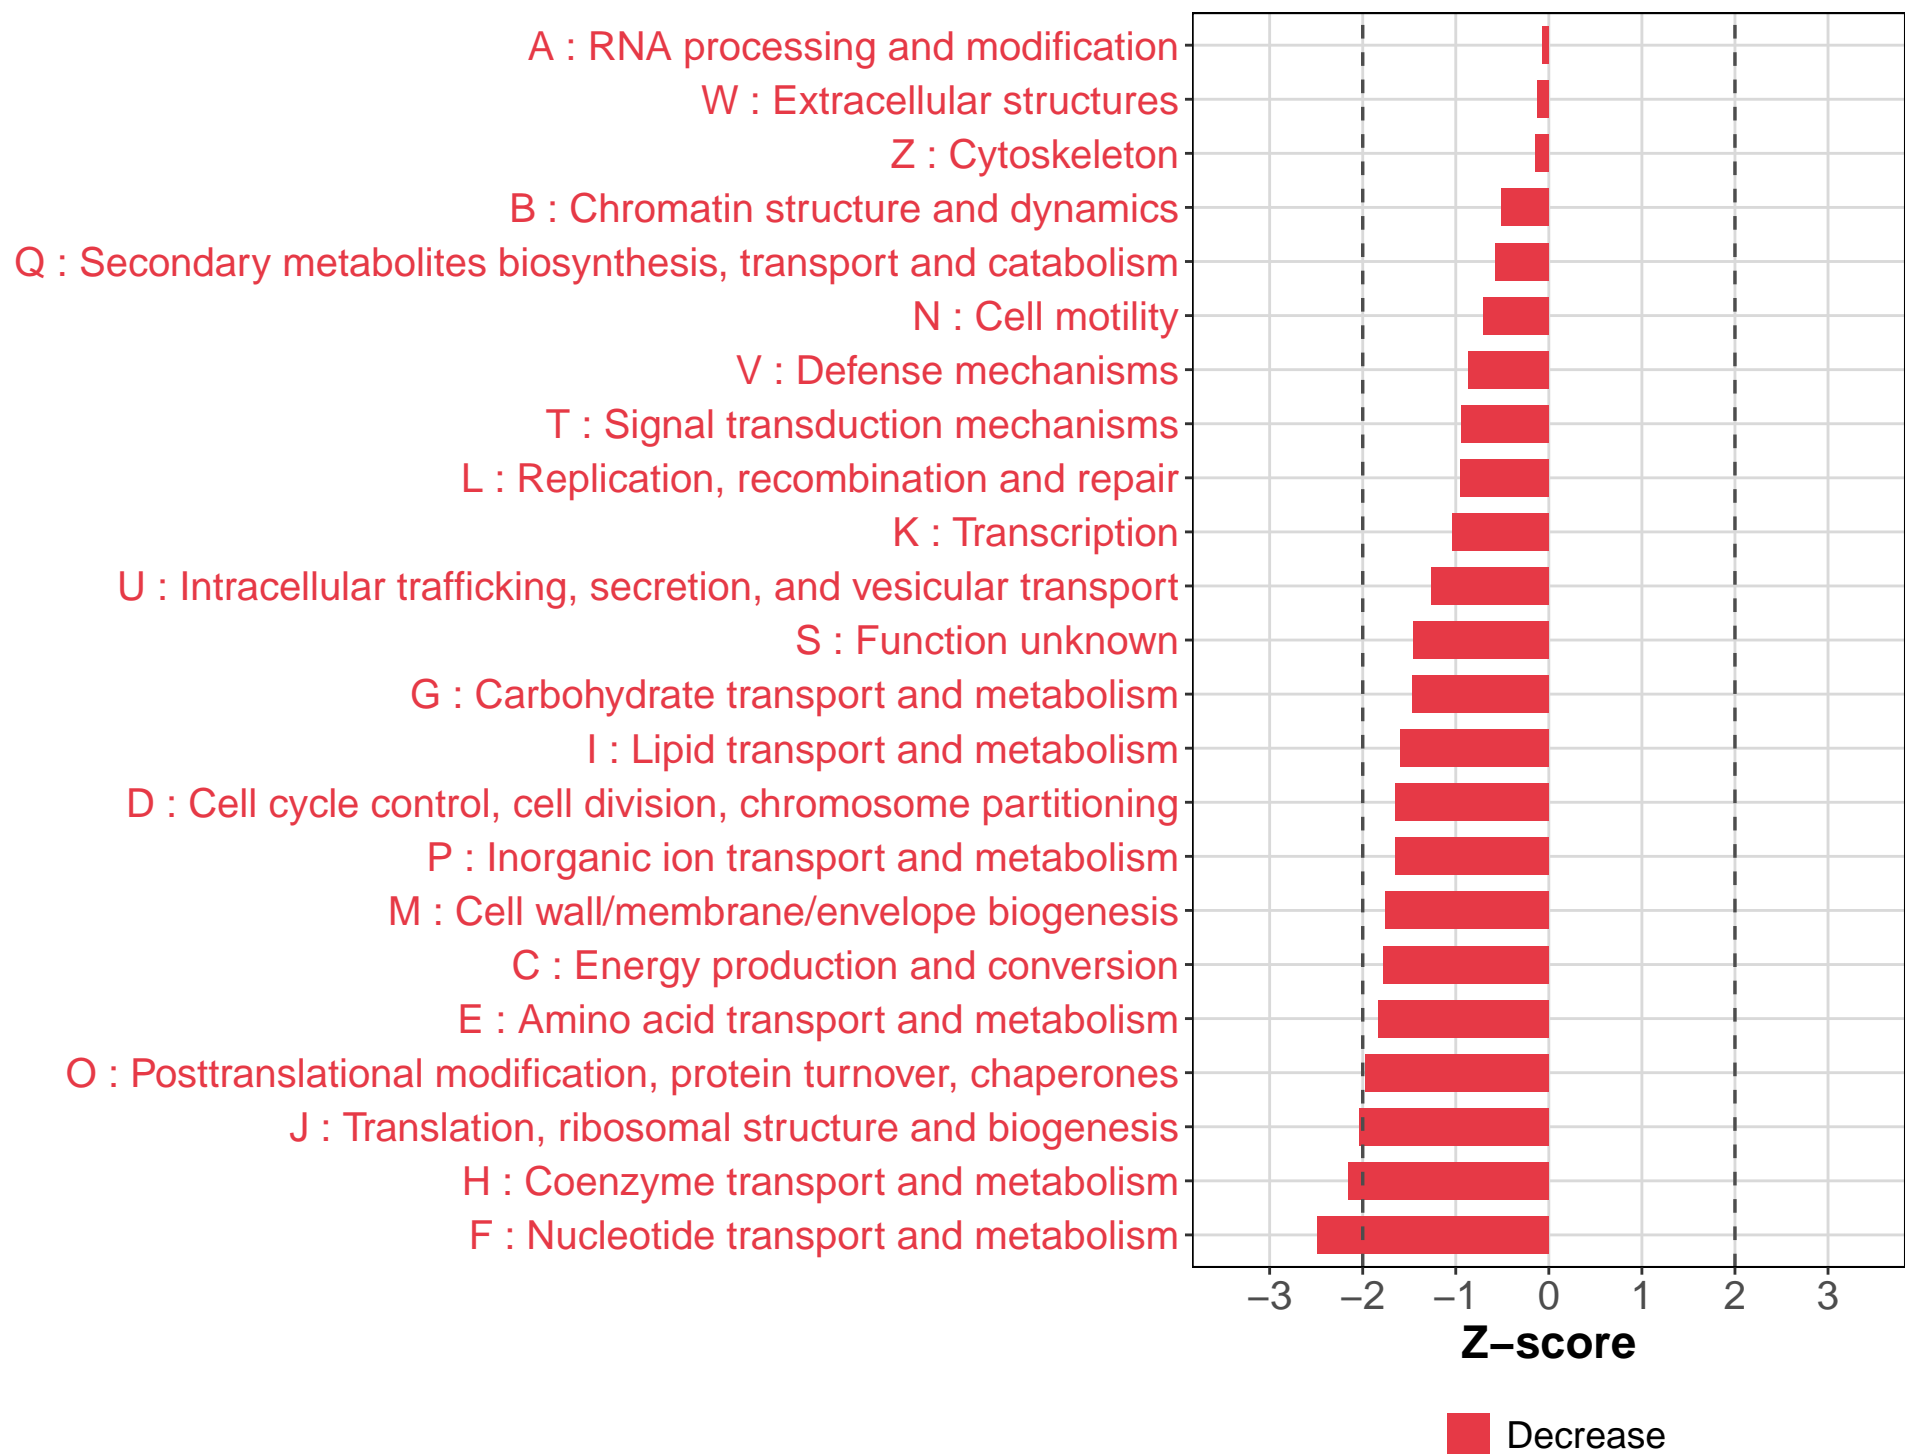 A : RNA processing and modification
W : Extracellular structures
Z : Cytoskeleton
B : Chromatin structure and dynamics
Q : Secondary metabolites biosynthesis, transport and catabolism
N : Cell motility
V : Defense mechanisms
T : Signal transduction mechanisms
L : Replication, recombination and repair
K : Transcription
U : Intracellular trafficking, secretion, and vesicular transport
S : Function unknown
G : Carbohydrate transport and metabolism
I : Lipid transport and metabolism
D : Cell cycle control, cell division, chromosome partitioning
P : Inorganic ion transport and metabolism
M : Cell wall/membrane/envelope biogenesis
C : Energy production and conversion
E : Amino acid transport and metabolism
O : Posttranslational modification, protein turnover, chaperones
J : Translation, ribosomal structure and biogenesis
H : Coenzyme transport and metabolism
F : Nucleotide transport and metabolism
−3 −2 −1 0 1 2 3
Z−score
Decrease